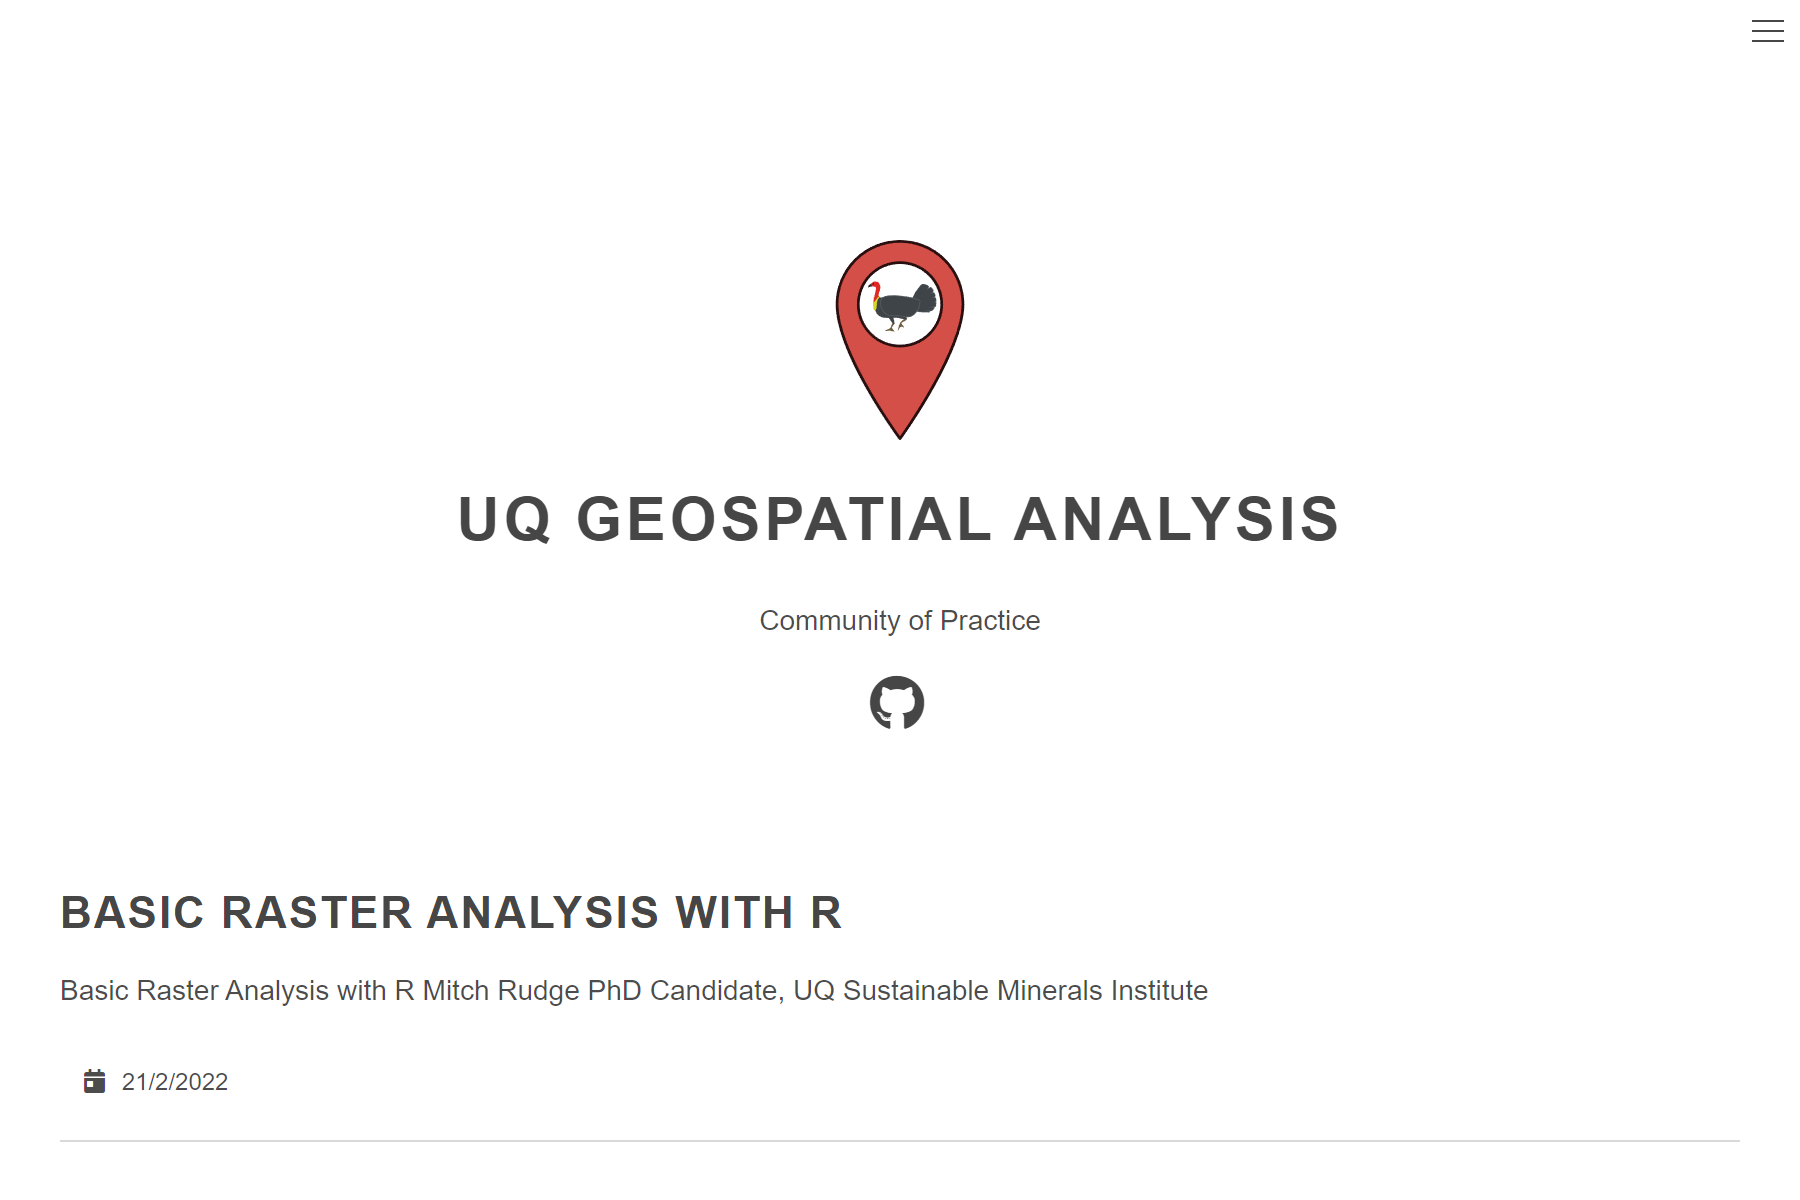 UQ GEOSPATIAL ANALYSIS
Community of Practice
BASIC RASTER ANALYSIS WITH R
Basic Raster Analysis with R Mitch Rudge PhD Candidate, UQ Sustainable Minerals Institute
21/2/2022